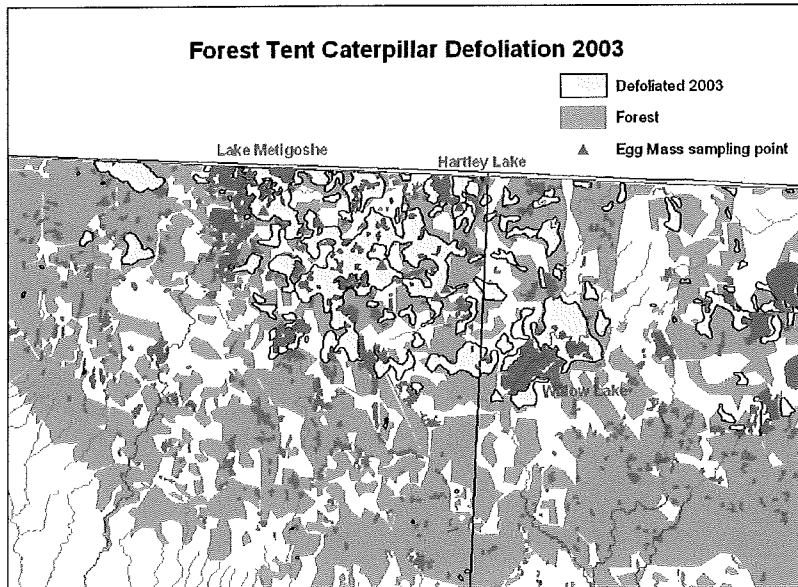 Forest Tent Caterpillar Defoliation 2003
Defoliated 2003
Forest
Egg Mass sampling point
Lake Metigoshe
Hartley Lake
Willow Lake